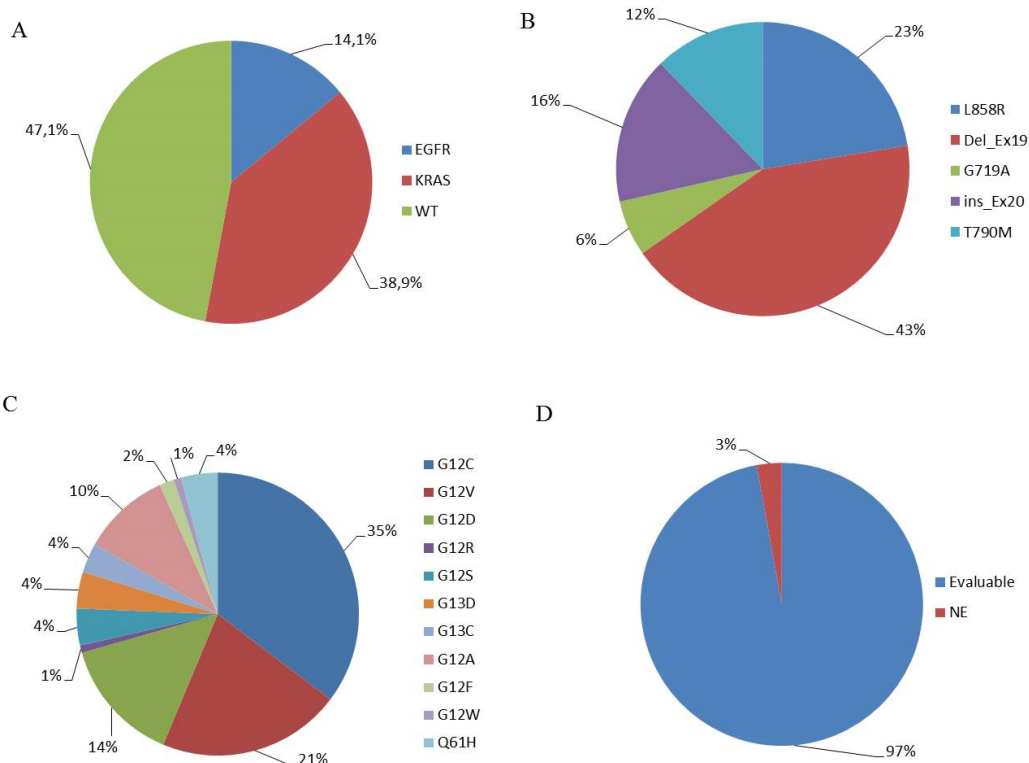 A
14,1%
47,1%
38,9%
EGFR
KRAS
WT
B
12%
23%
16%
6%
43%
L858R
Del_Ex19
G719A
ins_Ex20
T790M
C
2%
1%
4%
10%
35%
4%
4%
4%
1%
14%
21%
G12C
G12V
G12D
G12R
G12S
G13D
G13C
G12A
G12F
G12W
Q61H
D
3%
97%
Evaluable
NE